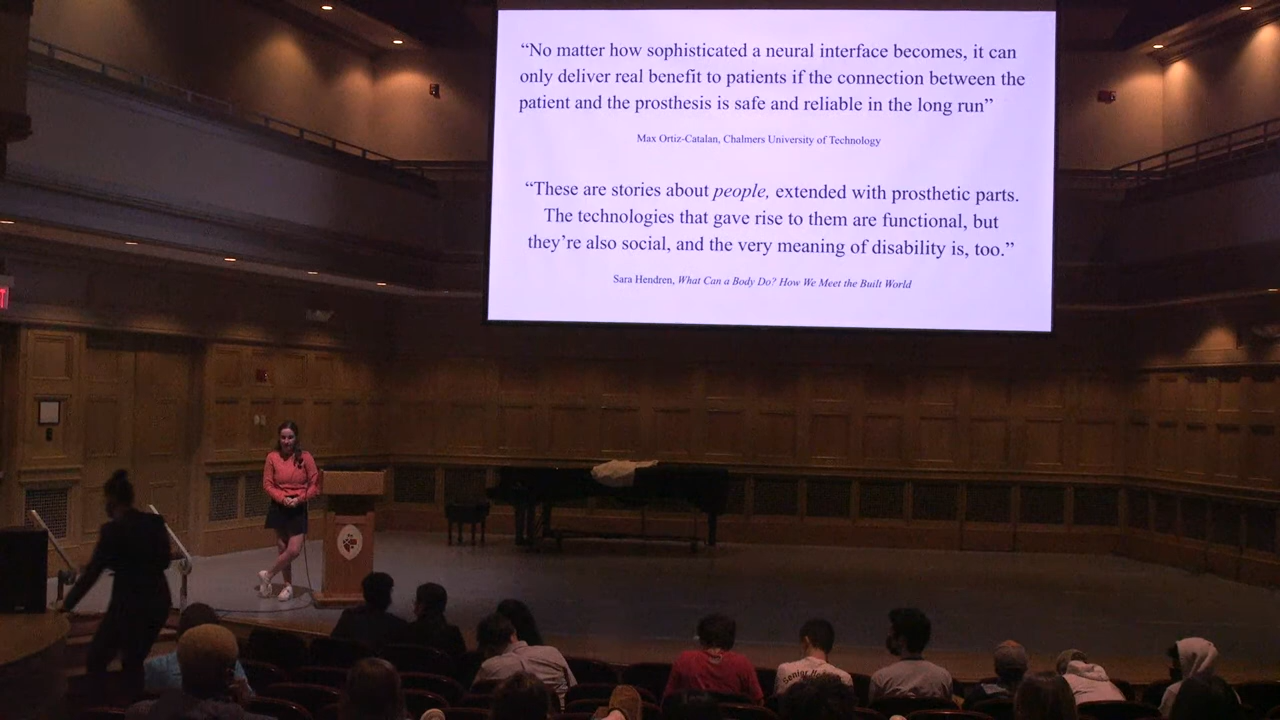 “No matter how sophisticated a neural interface becomes, it can
only deliver real benefit to patients if the connection between the
patient and the prosthesis is safe and reliable in the long run”
Max Ortiz-Catalan, Chalmers University of Technology
“These are stories about people, extended with prosthetic parts.
The technologies that gave rise to them are functional, but
they’re also social, and the very meaning of disability is, too.”
Sara Hendren, What Can a Body Do? How We Meet the Built World
Senior